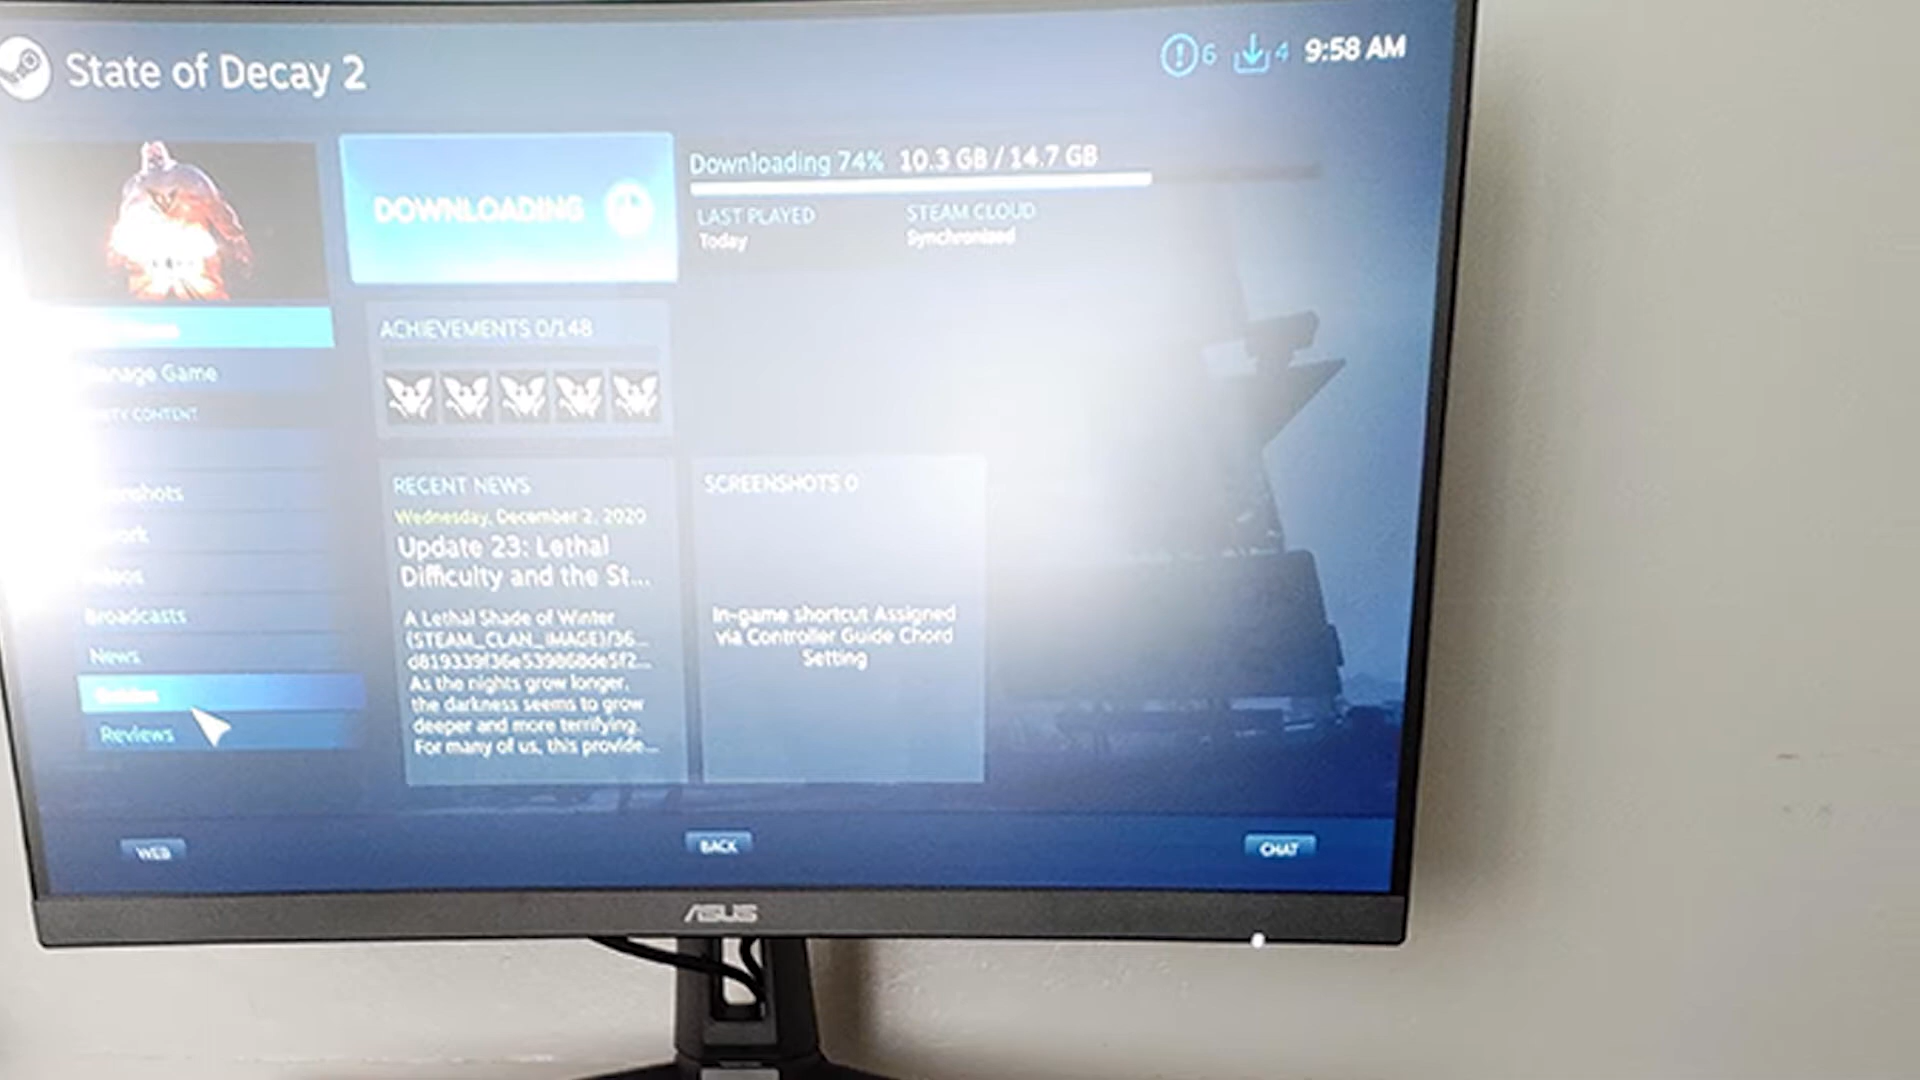 State of Decay 2
6 4 9:58 AM
DOWNLOADING
Downloading 74% 10.3 GB / 14.7 GB
LAST PLAYED
Today
STEAM CLOUD
Synchronized
ACHIEVEMENTS 0/148
Game
CONTENT
Broadcasts
News
Guides
Reviews
RECENT NEWS
Wednesday, December 2, 2020
Update 23: Lethal
Difficulty and the St...
A Lethal Shade of Winter
{STEAM_CLAN_IMAGE}/36...
As the nights grow longer,
the darkness seems to grow
deeper and more terrifying.
For many of us, this provide...
SCREENSHOTS 0
In-game shortcut Assigned
via Controller Guide Chord
Setting
WEB
BACK
CHAT
ASUS